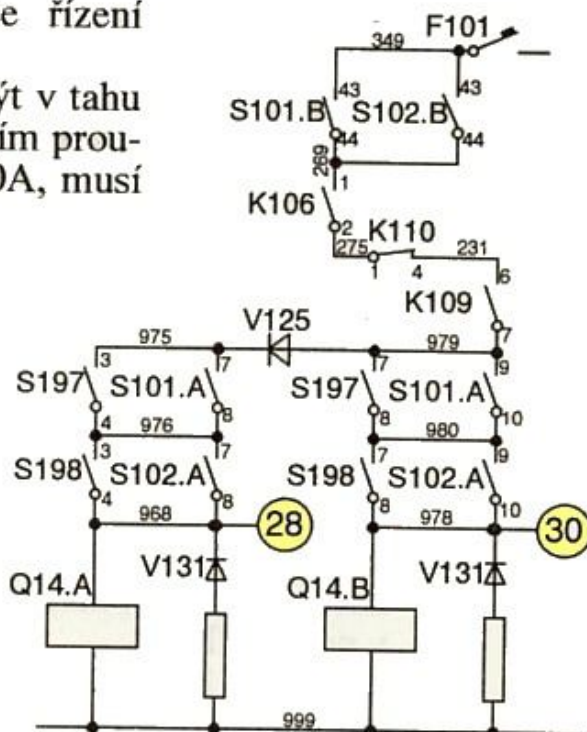 e řízení
ýt v tahu
ím prou-
0A, musí
F101
349
43 43
S101.B S102.B
44 44
269
1
K106
2
275 K110 231
1 4 6
K109
7
V125
975 979
3 7 7 9
S197 S101.A S197 S101.A
4 8 8 10
976 980
3 7 7 9
S198 S102.A S198 S102.A
4 8 8 10
968 28 978 30
V131 V131
Q14.A Q14.B
999